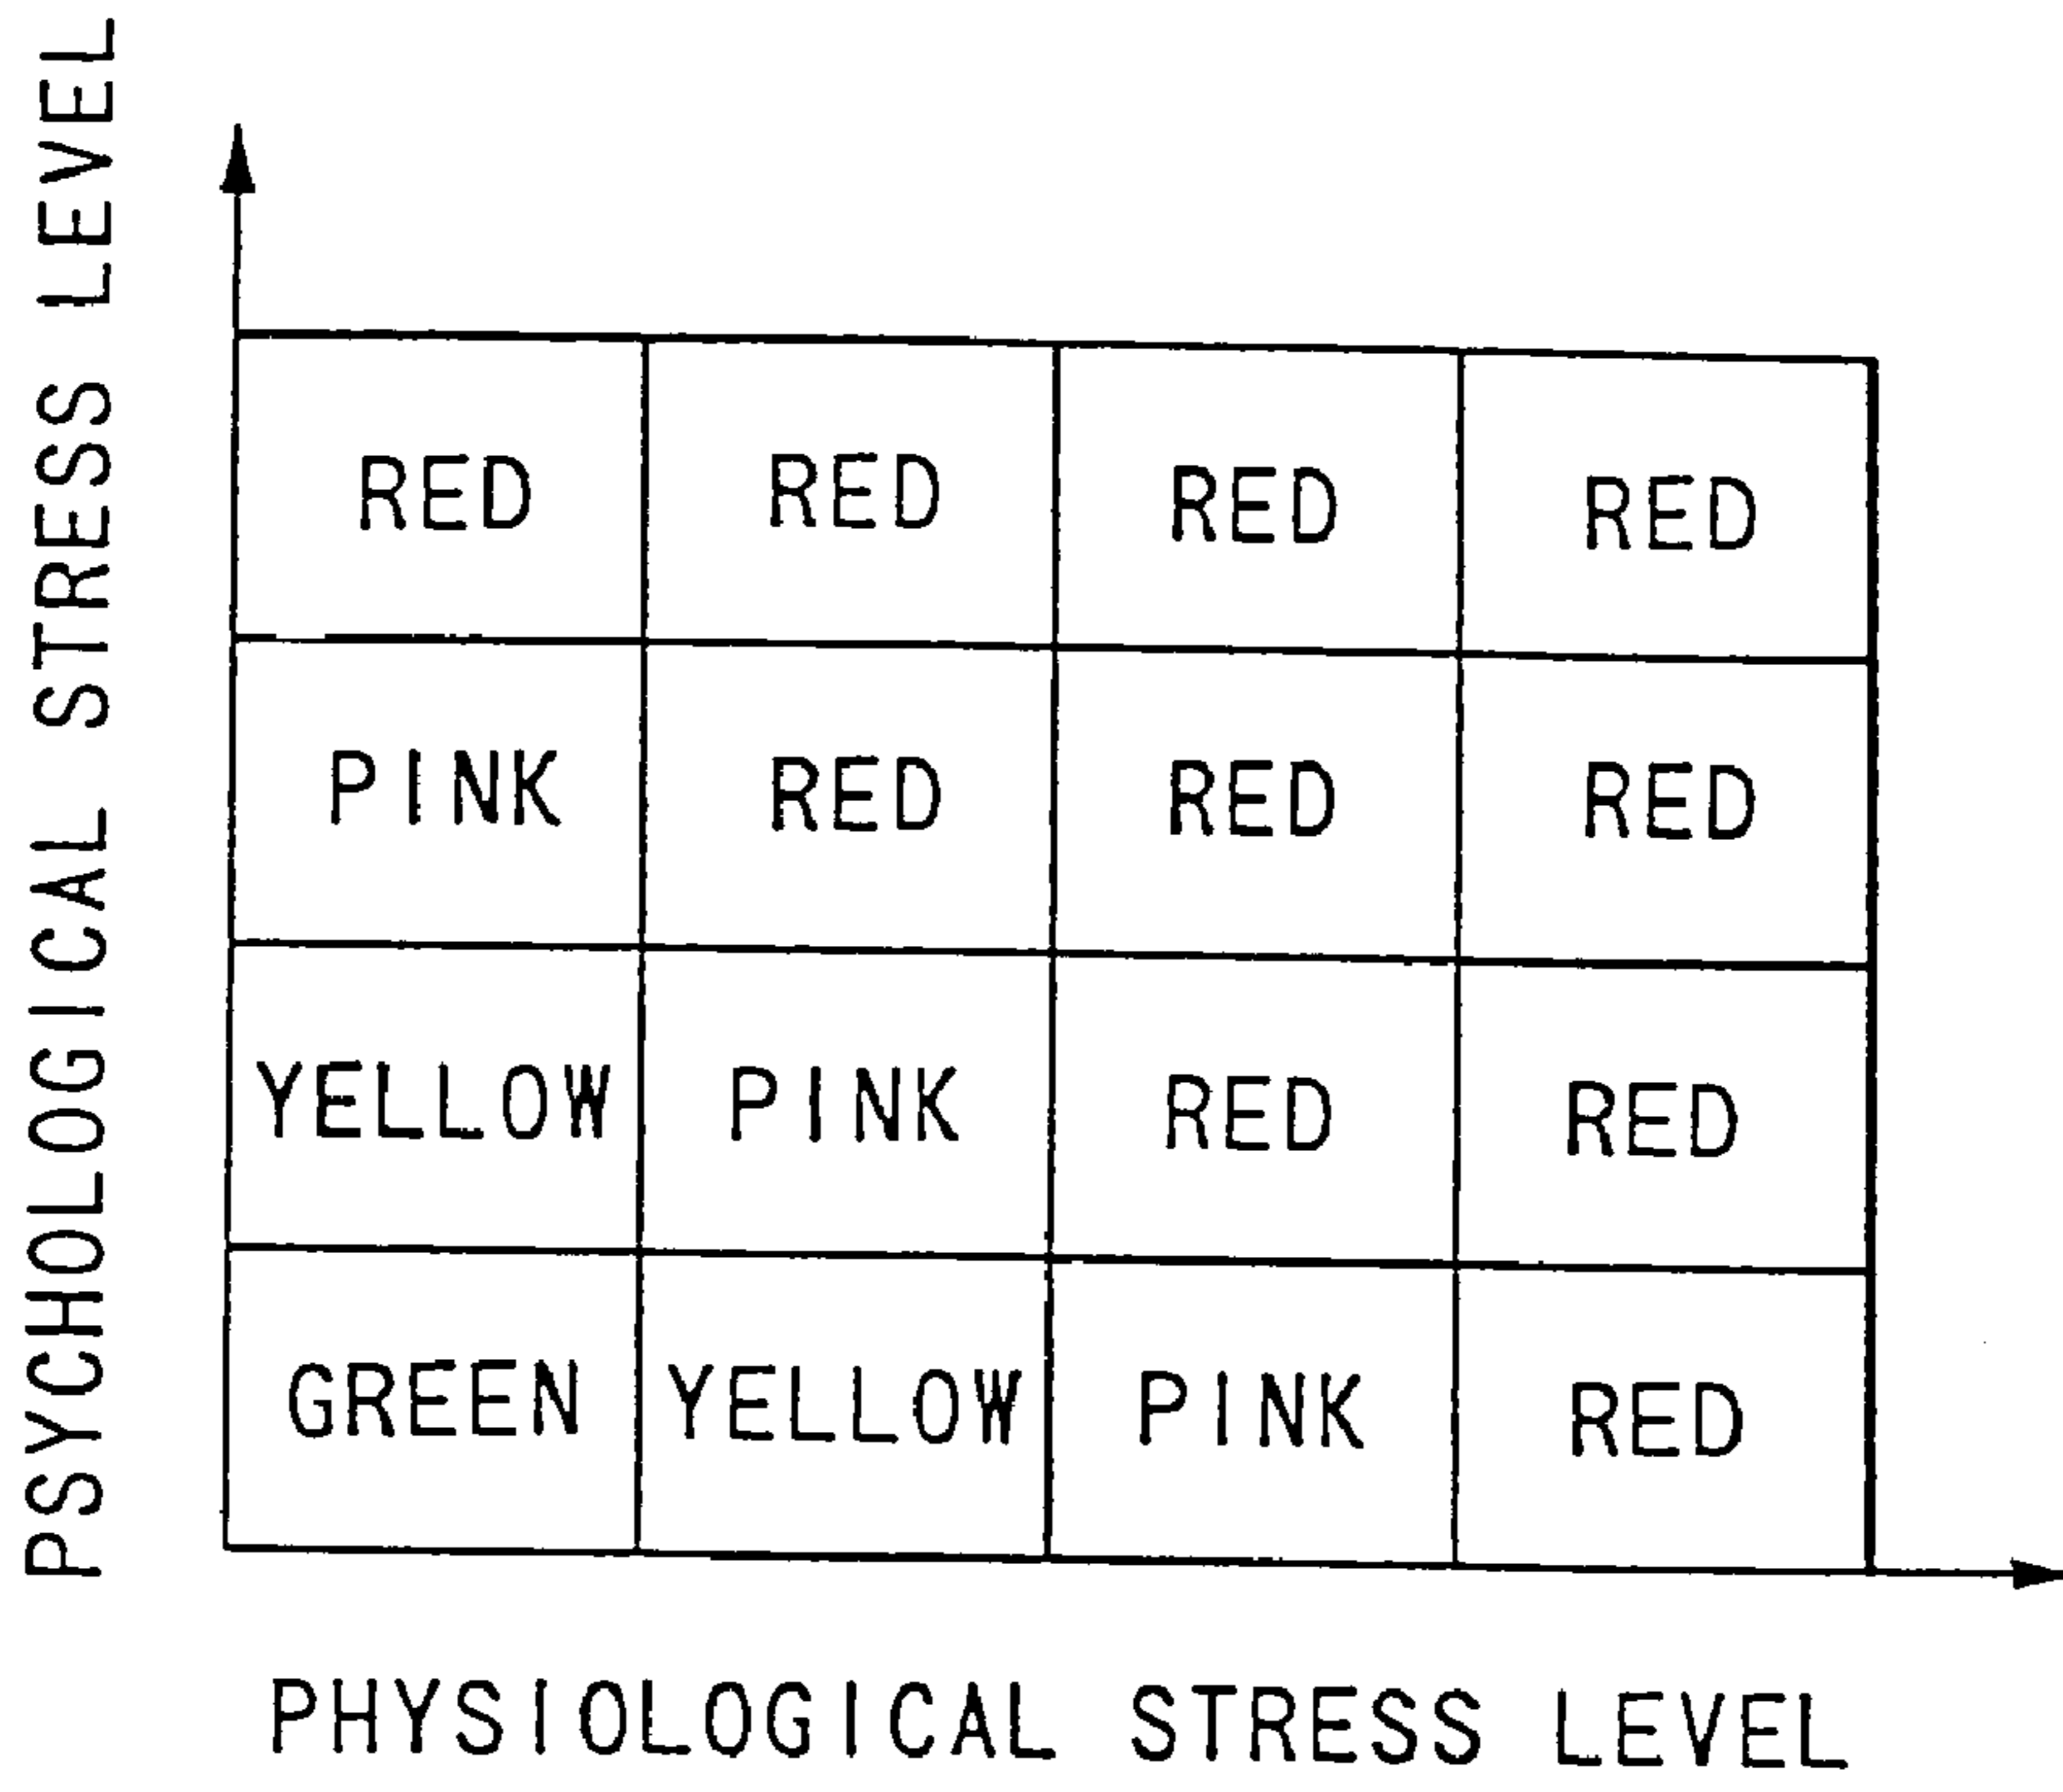 PSYCHOLOGICAL STRESS LEVEL
RED RED RED RED
PINK RED RED RED
YELLOW PINK RED RED
GREEN YELLOW PINK RED
PHYSIOLOGICAL STRESS LEVEL